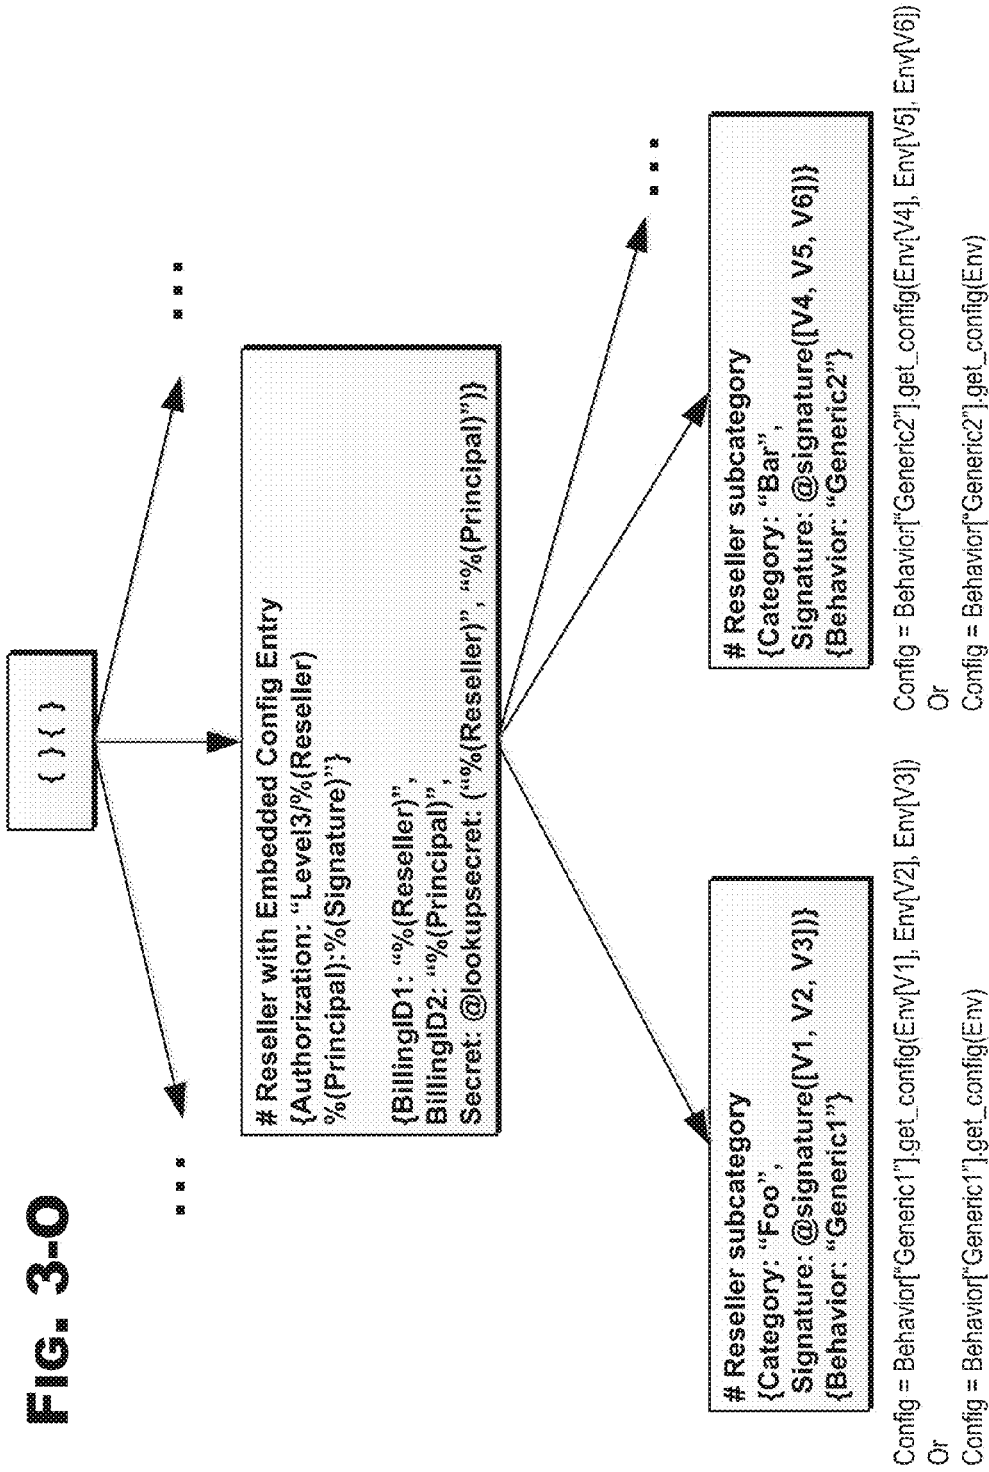 FIG. 3-O
{ } { }
...
...
# Reseller with Embedded Config Entry
{Authorization: “Level3/%(Reseller)
%(Principal):%(Signature)”}
{BillingID1: “%(Reseller)”,
BillingID2: “%(Principal)”,
Secret: @lookupsecret: (“%(Reseller)”, “%(Principal)”)}
...
# Reseller subcategory
{Category: “Foo”,
Signature: @signature([V1, V2, V3])}
{Behavior: “Generic1”}
Config = Behavior[“Generic1”].get_config(Env[V1], Env[V2], Env[V3])
Or
Config = Behavior[“Generic1”].get_config(Env)
# Reseller subcategory
{Category: “Bar”,
Signature: @signature([V4, V5, V6])}
{Behavior: “Generic2”}
Config = Behavior[“Generic2”].get_config(Env[V4], Env[V5], Env[V6])
Or
Config = Behavior[“Generic2”].get_config(Env)